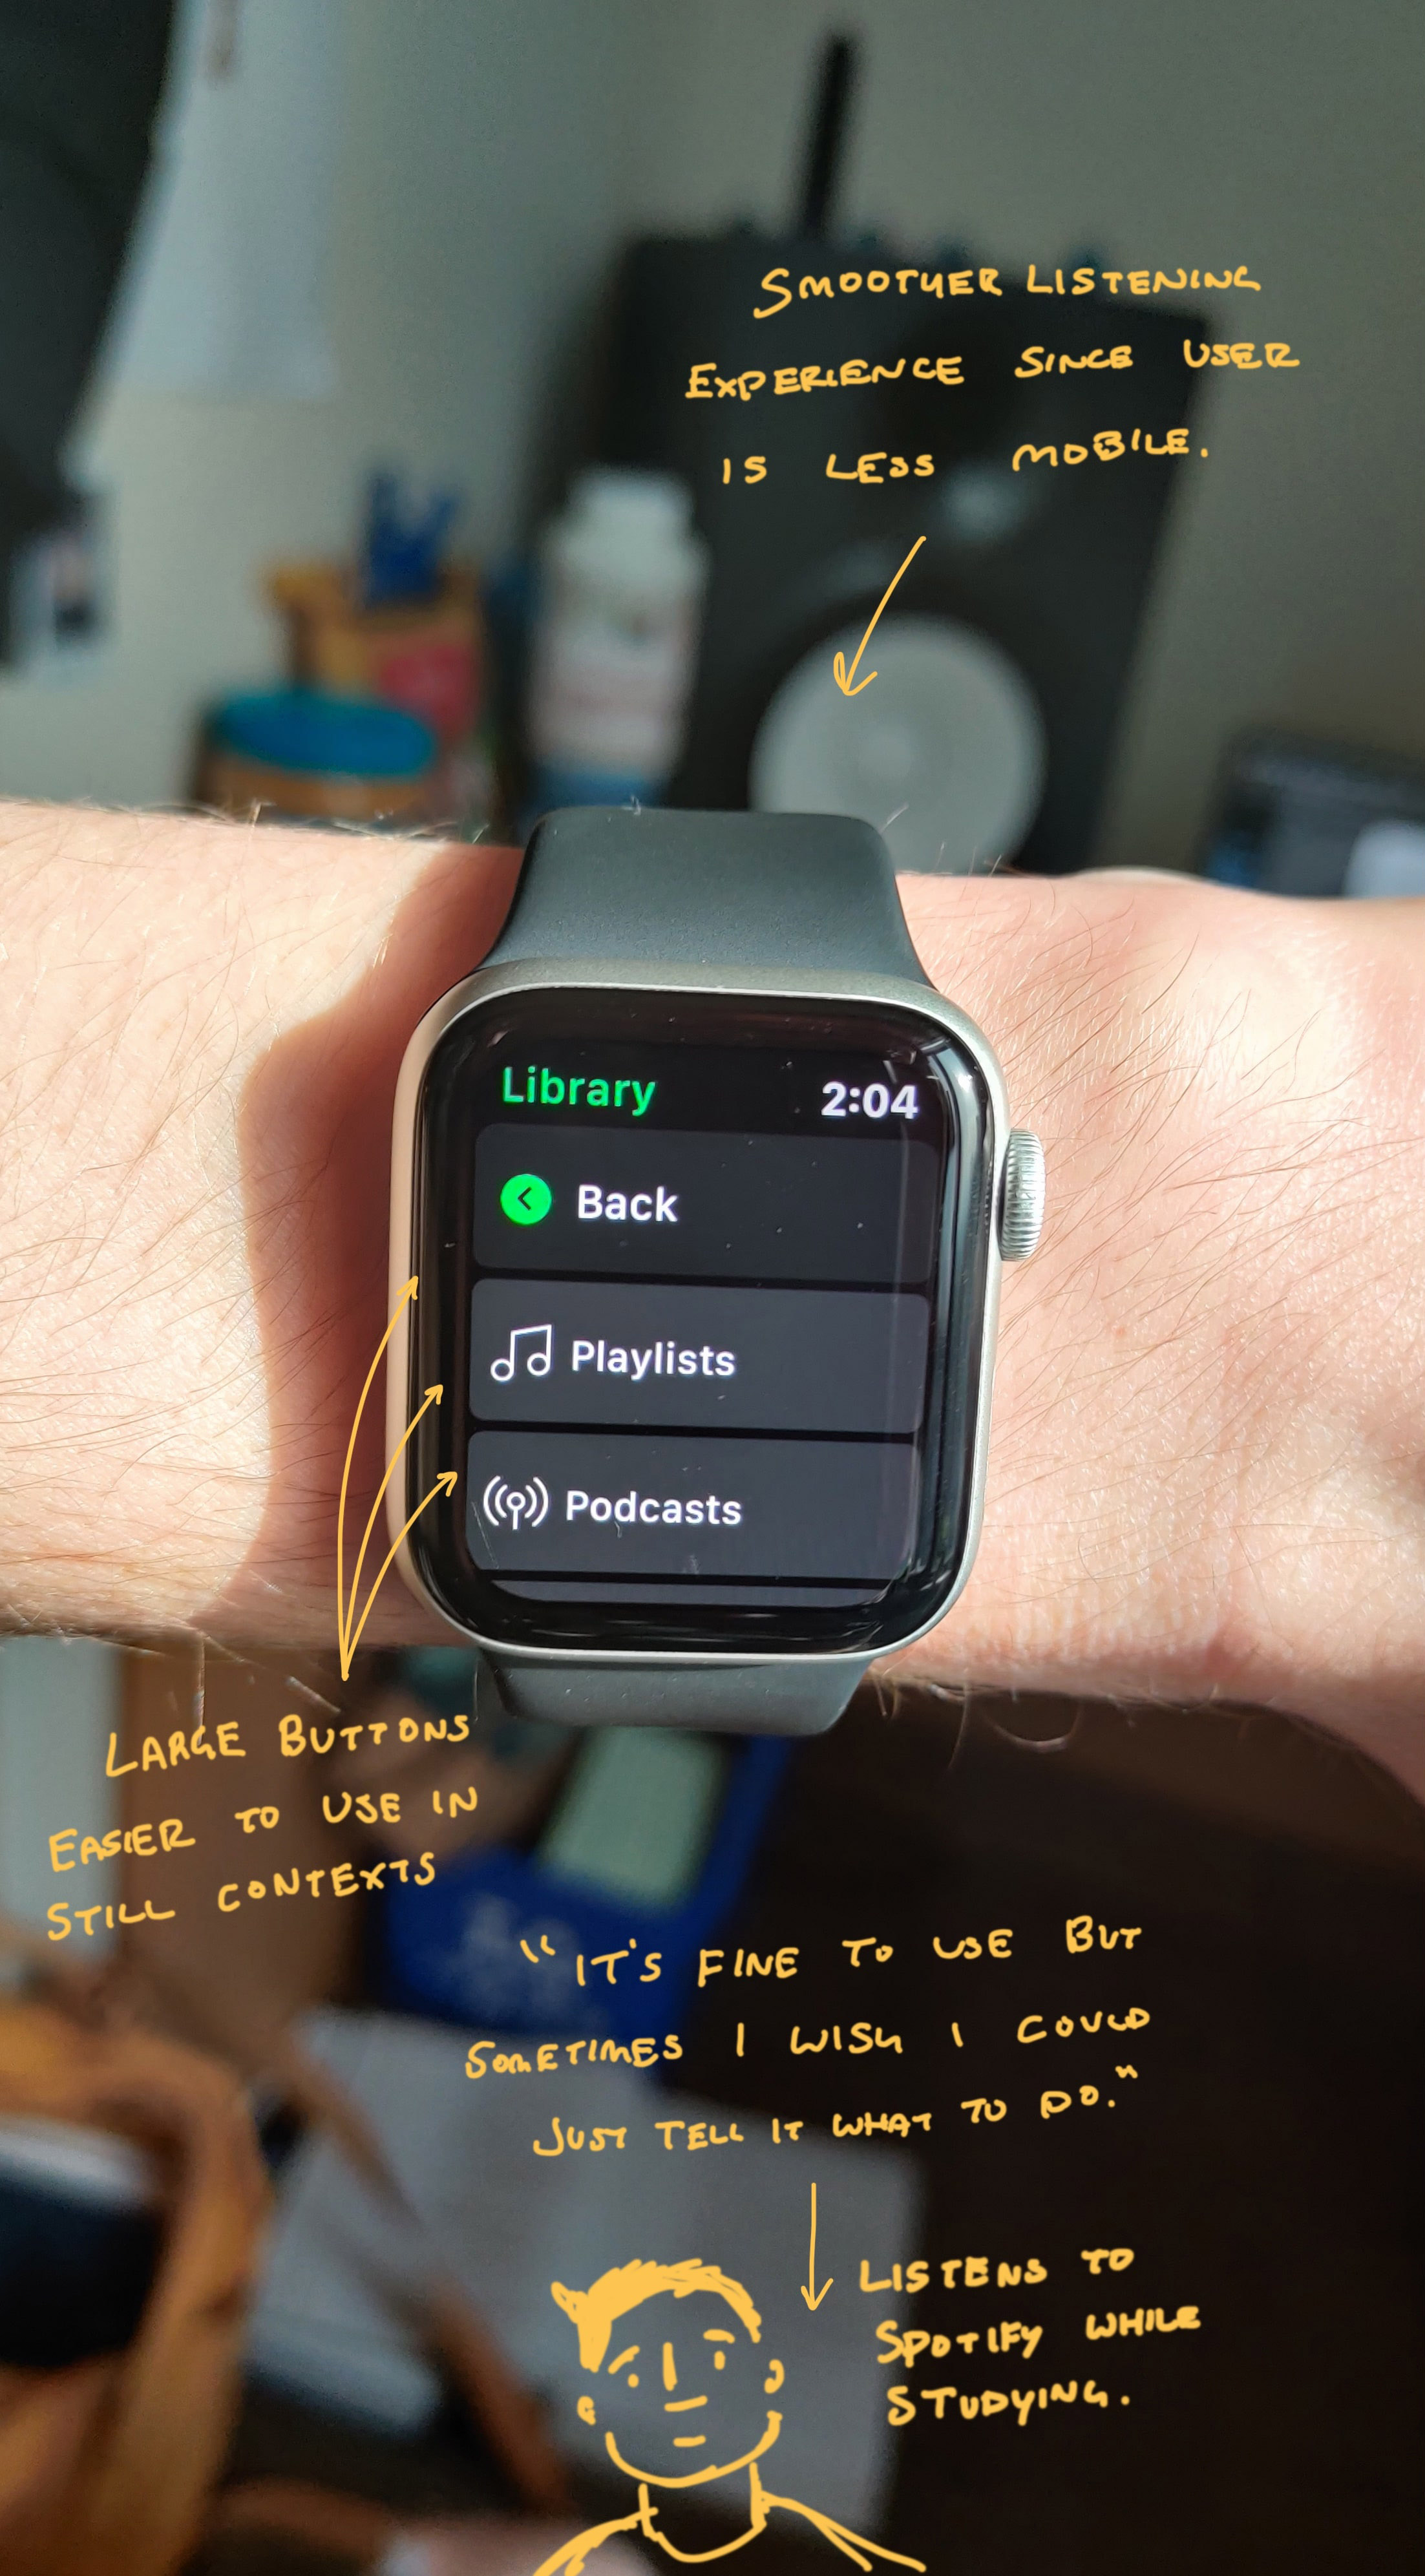 SMOOTHER LISTENING
EXPERIENCE SINCE USER
IS LESS MOBILE.
Library 2:04
Back
Playlists
Podcasts
LARGE BUTTONS
EASIER TO USE IN
STILL CONTEXTS
"IT'S FINE TO USE BUT
SOMETIMES I WISH I COULD
JUST TELL IT WHAT TO DO."
LISTENS TO
SPOTIFY WHILE
STUDYING.